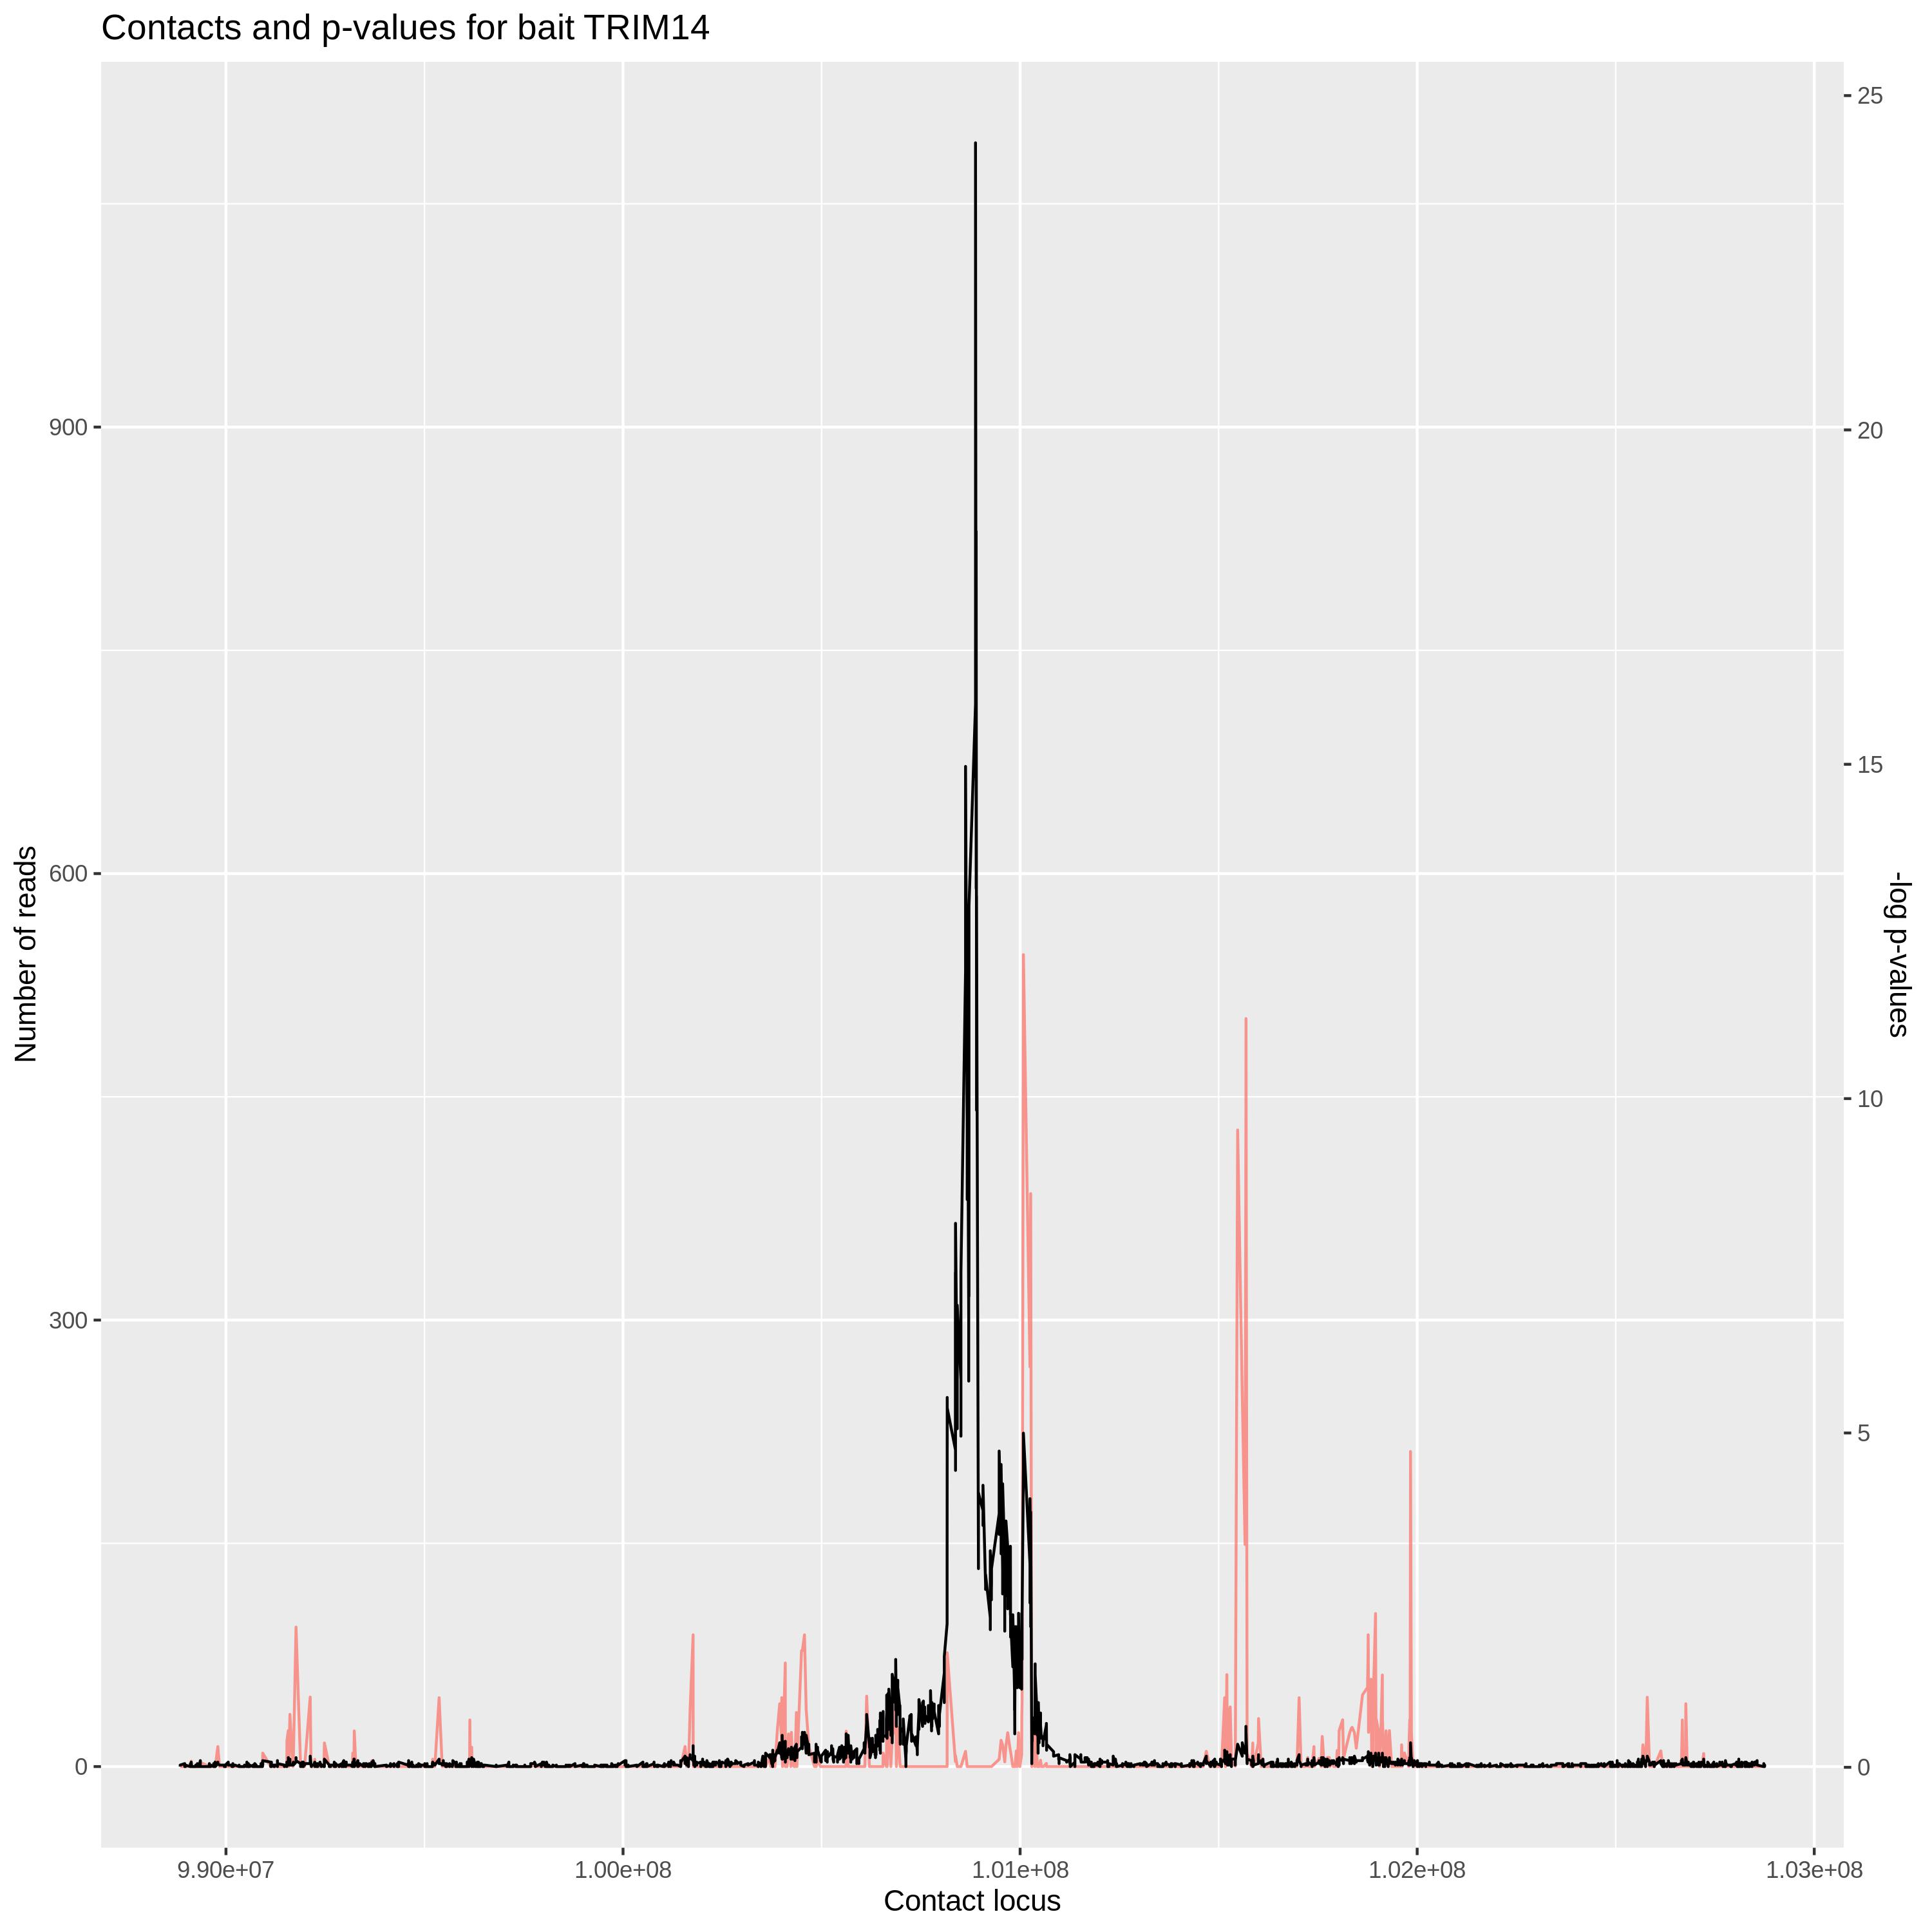 Contacts and p-values for bait TRIM14
Number of reads
900
600
300
0
25
20
15
10
5
0
-log p-values
9.90e+07
1.00e+08
1.01e+08
1.02e+08
1.03e+08
Contact locus